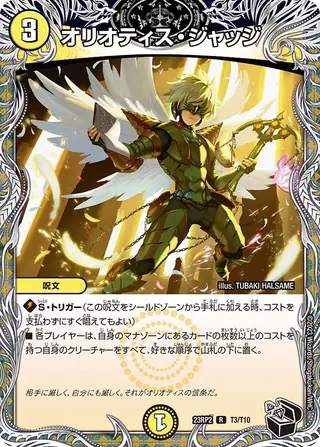 3
オリオティス・ジャッジ
illus. TUBAKI HALSAME
呪文
S・トリガー(この呪文をシールドゾーンから手札に加える時、コストを
支払わずにすぐ唱えてもよい)
■各プレイヤーは、自身のマナゾーンにあるカードの枚数以上のコストを
持つ自身のクリーチャーをすべて、好きな順序で山札の下に置く。
相手に厳しく、自分にも厳しく。それがオリオティスの信条だ。
1
23RP2 R T3/T10